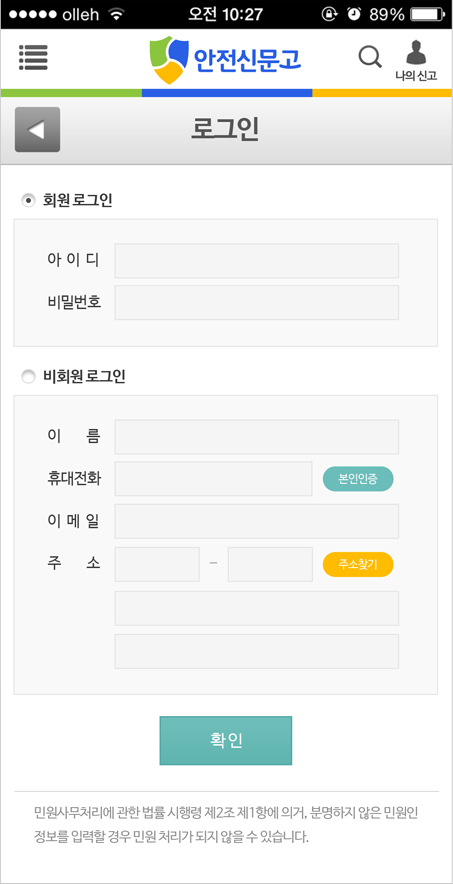 olleh 오전 10:27 89%
안전신문고
나의 신고
로그인
회원 로그인
아 이 디
비밀번호
비회원 로그인
이 름
휴대전화 본인인증
이 메 일
주 소 – 주소찾기
확인
민원사무처리에 관한 법률 시행령 제2조 제1항에 의거, 분명하지 않은 민원인
정보를 입력할 경우 민원 처리가 되지 않을 수 있습니다.